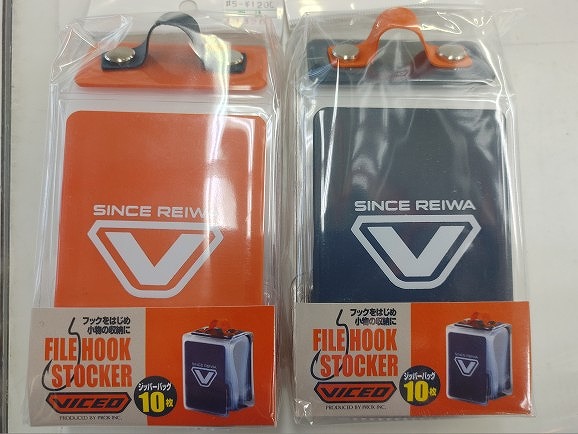 #5-¥120
SINCE REIWA
V
フックをはじめ
小物の収納に
FILE HOOK
STOCKER
ジッパーバッグ
10枚
VICEO
PRODUCED BY PROX INC.
SINCE REIWA
V
フックをはじめ
小物の収納に
FILE HOOK
STOCKER
ジッパーバッグ
10枚
VICEO
PRODUCED BY PROX INC.